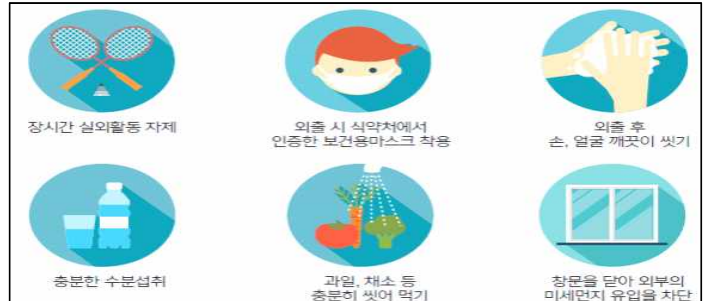 장시간 실외활동 자제
외출 시 식약처에서
인증한 보건용마스크 착용
외출 후
손, 얼굴 깨끗이 씻기
충분한 수분섭취
과일, 채소 등
충분히 씻어 먹기
창문을 닫아 외부의
미세먼지 유입을 차단